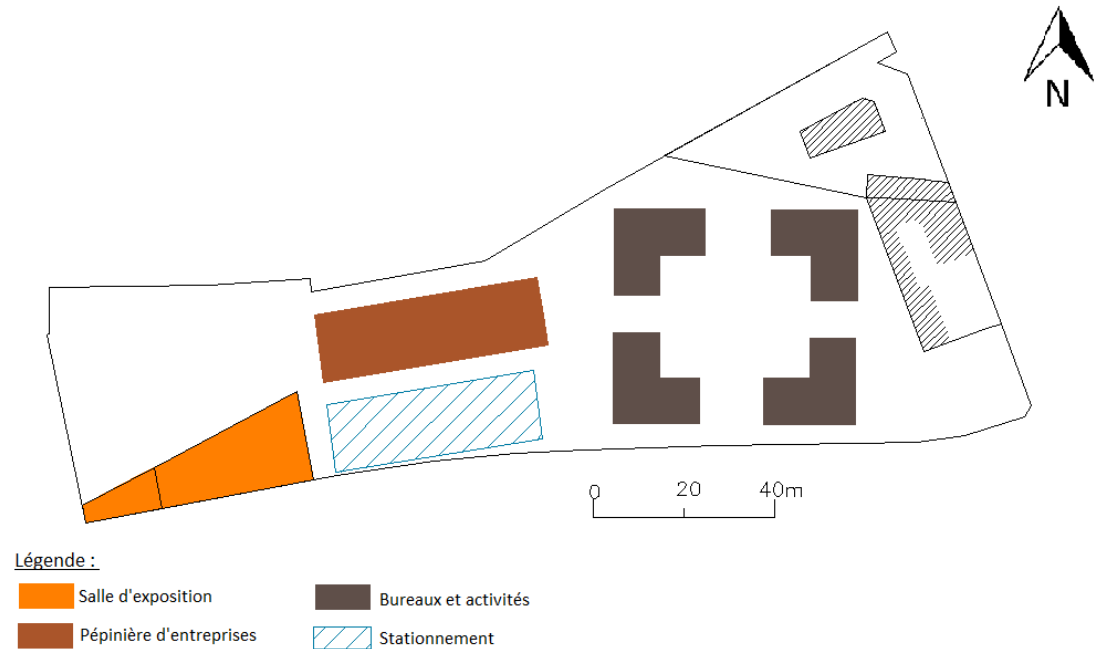 N
0 20 40m
Légende :
Salle d'exposition
Bureaux et activités
Pépinière d'entreprises
Stationnement